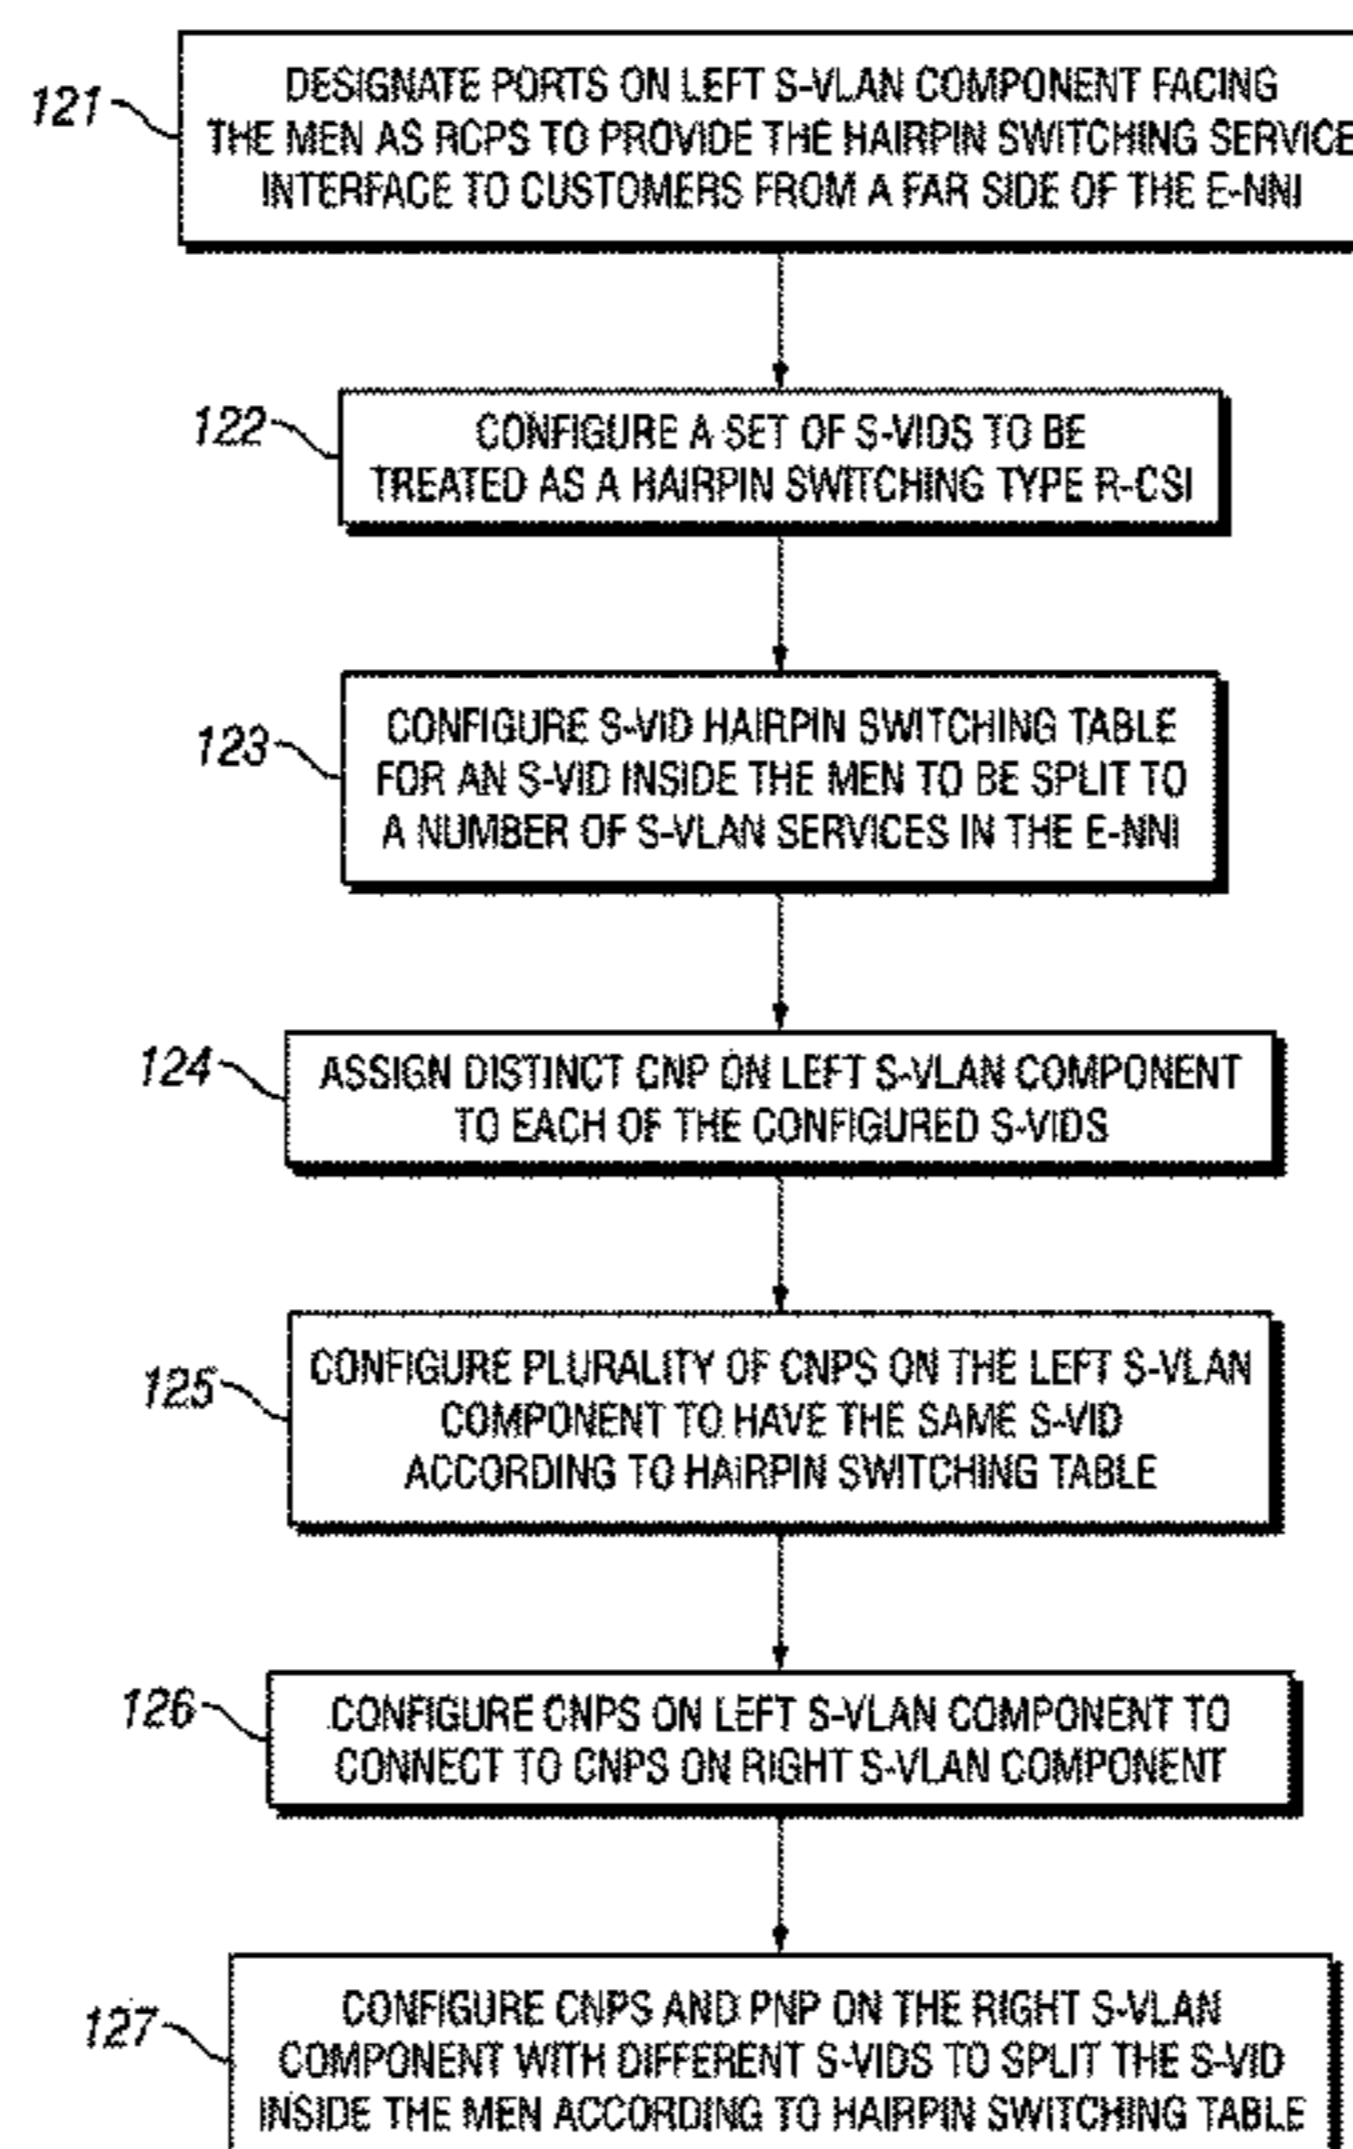 121
DESIGNATE PORTS ON LEFT S-VLAN COMPONENT FACING
THE MEN AS RCPS TO PROVIDE THE HAIRPIN SWITCHING SERVICE
INTERFACE TO CUSTOMERS FROM A FAR SIDE OF THE E-NNI
122
CONFIGURE A SET OF S-VIDS TO BE
TREATED AS A HAIRPIN SWITCHING TYPE R-CSI
123
CONFIGURE S-VID HAIRPIN SWITCHING TABLE
FOR AN S-VID INSIDE THE MEN TO BE SPLIT TO
A NUMBER OF S-VLAN SERVICES IN THE E-NNI
124
ASSIGN DISTINCT CNP ON LEFT S-VLAN COMPONENT
TO EACH OF THE CONFIGURED S-VIDS
125
CONFIGURE PLURALITY OF CNPS ON THE LEFT S-VLAN
COMPONENT TO HAVE THE SAME S-VID
ACCORDING TO HAIRPIN SWITCHING TABLE
126
CONFIGURE CNPS ON LEFT S-VLAN COMPONENT TO
CONNECT TO CNPS ON RIGHT S-VLAN COMPONENT
127
CONFIGURE CNPS AND PNP ON THE RIGHT S-VLAN
COMPONENT WITH DIFFERENT S-VIDS TO SPLIT THE S-VID
INSIDE THE MEN ACCORDING TO HAIRPIN SWITCHING TABLE